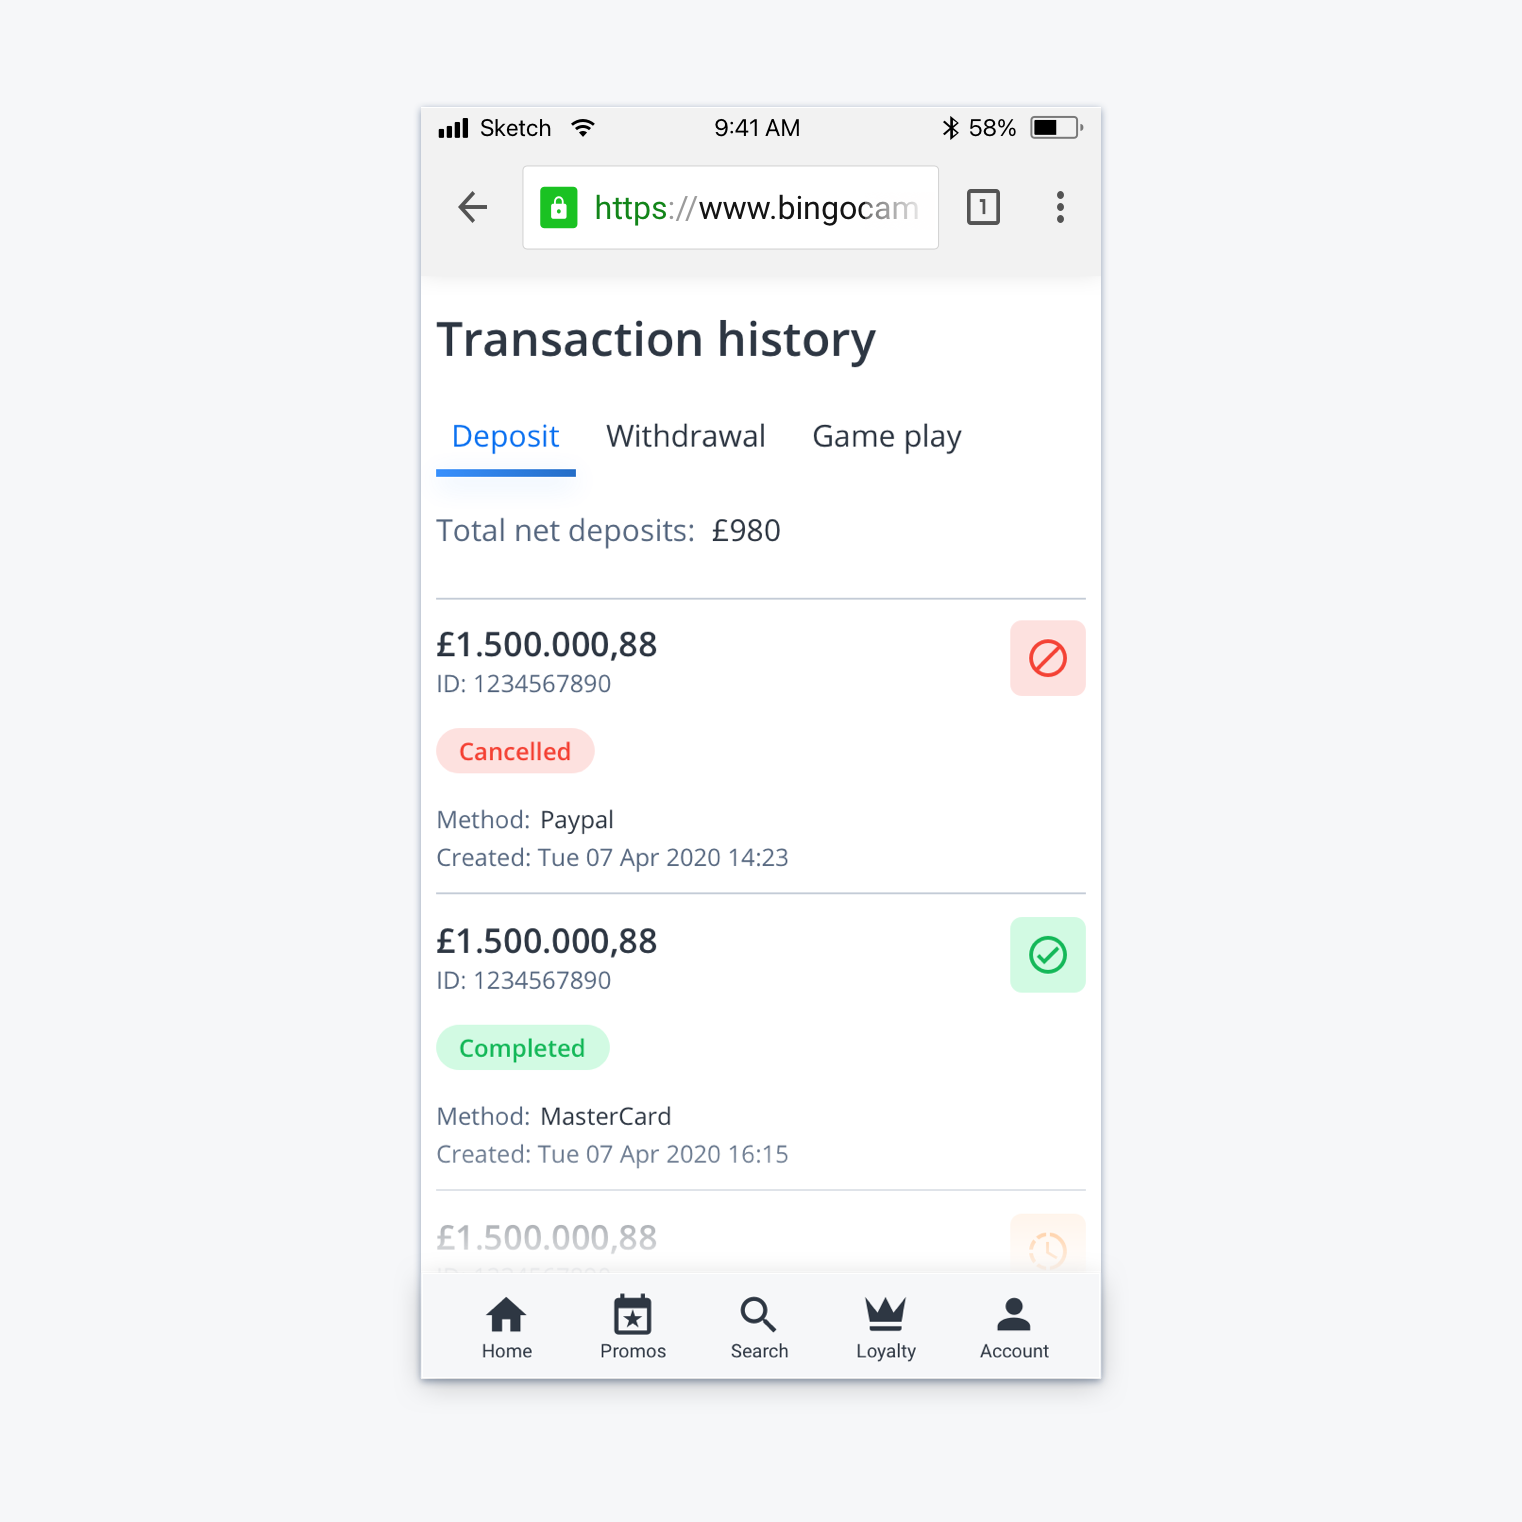 Sketch 9:41 AM 58%
https://www.bingocam
1
Transaction history
Deposit Withdrawal Game play
Total net deposits: £980
£1.500.000,88
ID: 1234567890
Cancelled
Method: Paypal
Created: Tue 07 Apr 2020 14:23
£1.500.000,88
ID: 1234567890
Completed
Method: MasterCard
Created: Tue 07 Apr 2020 16:15
£1.500.000,88
Home Promos Search Loyalty Account